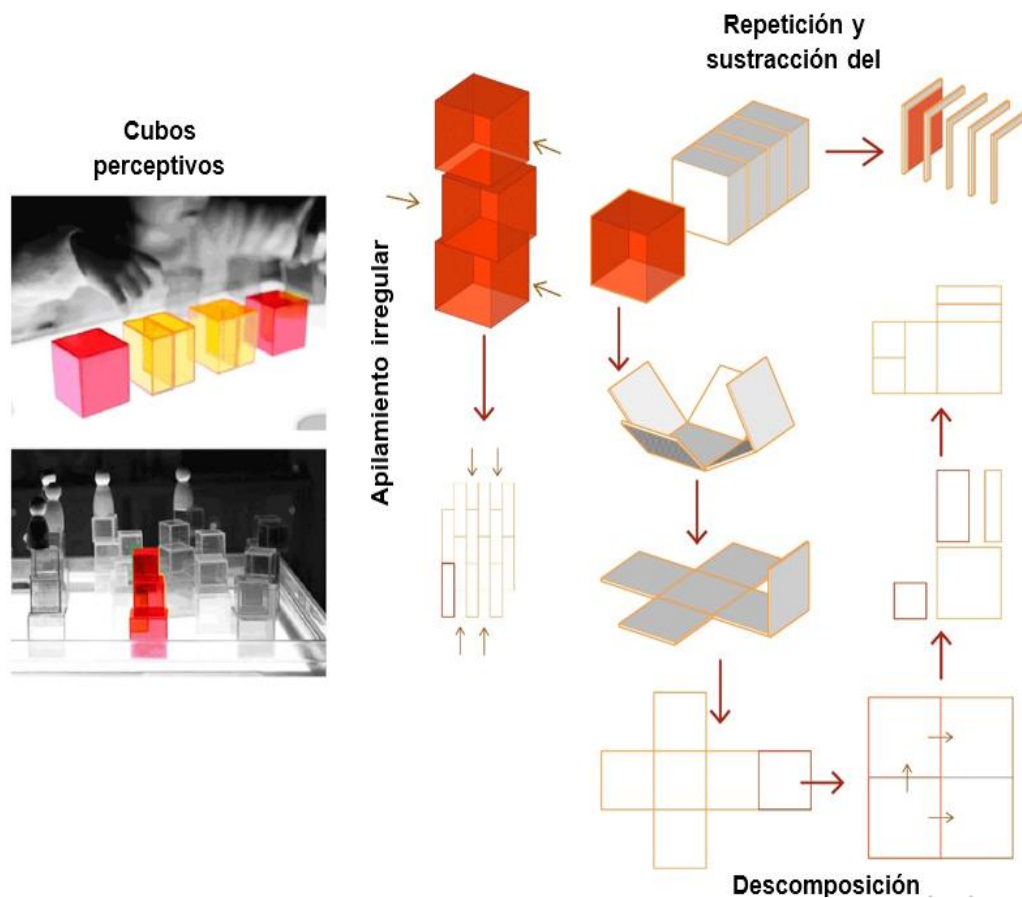 Repetición y
sustracción del
Cubos
perceptivos
Apilamiento irregular
Descomposición